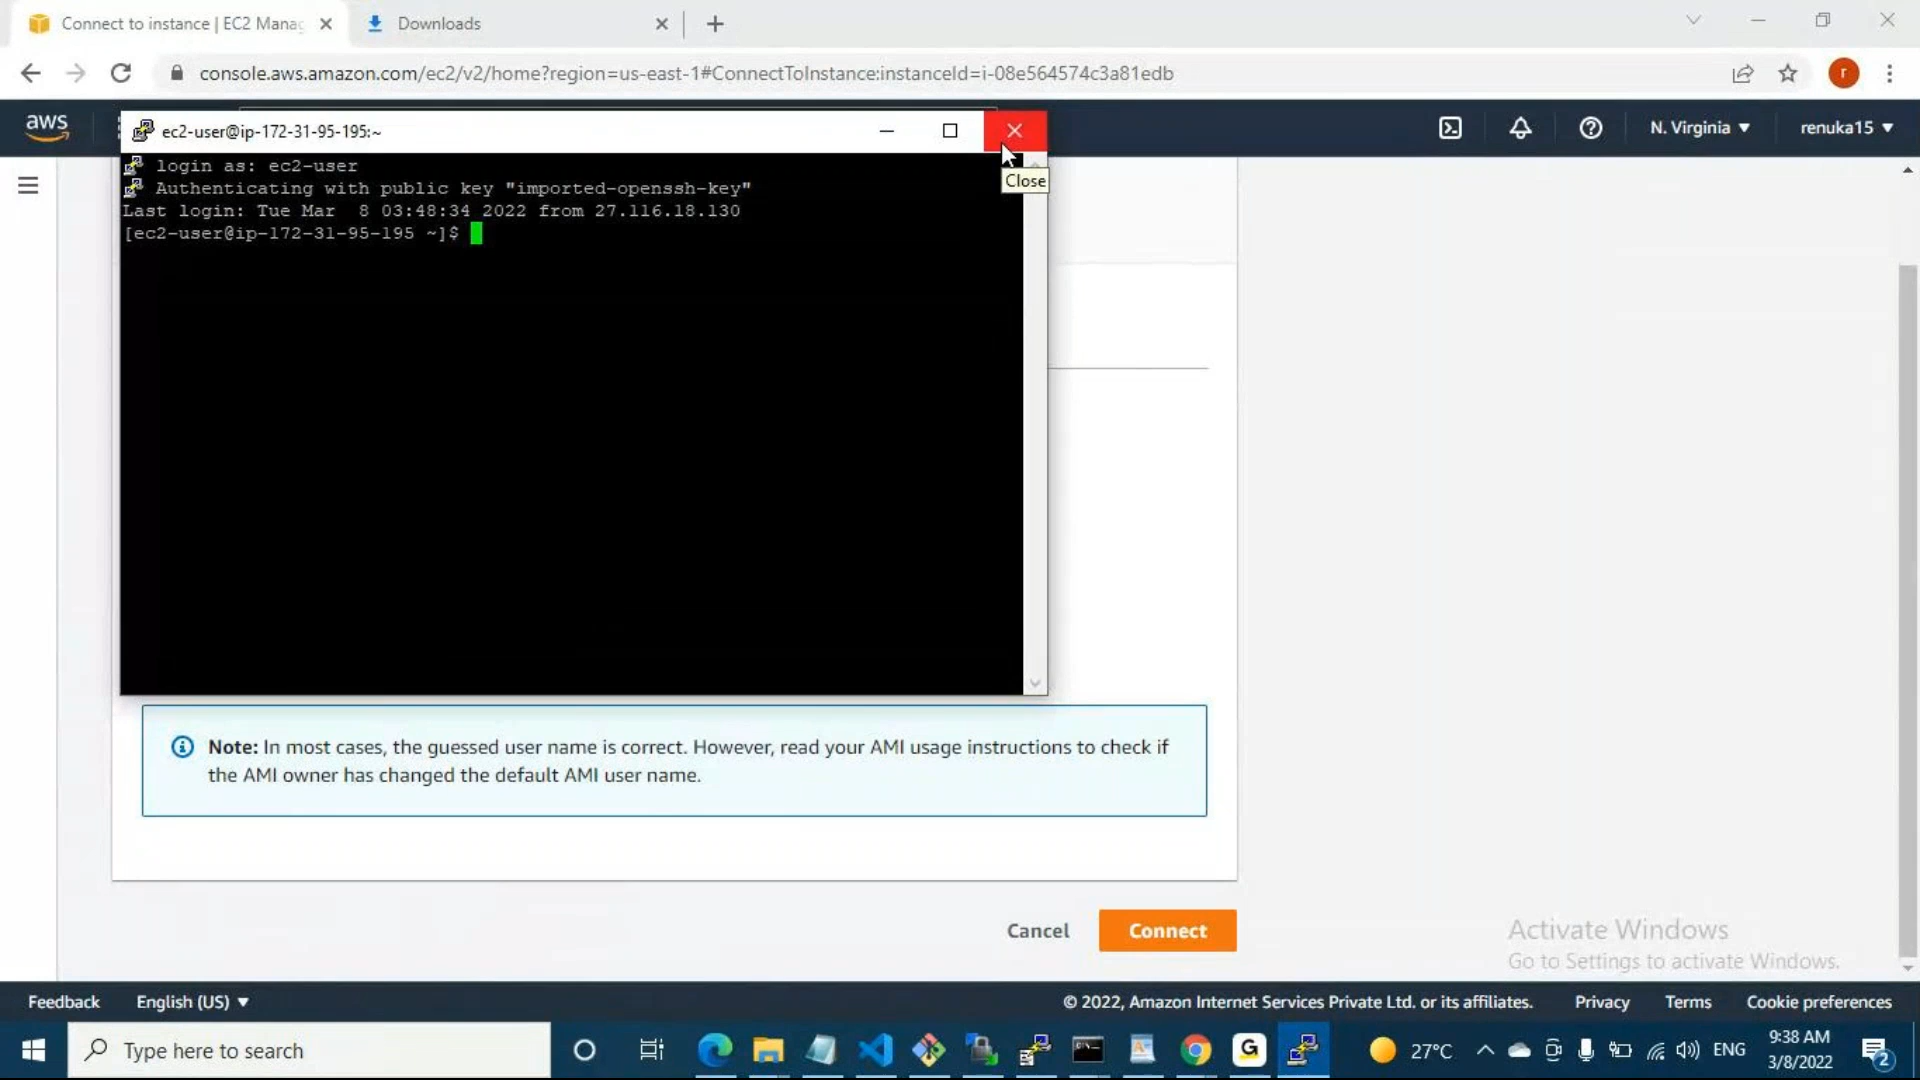 Connect to instance | EC2 Manag
Downloads
console.aws.amazon.com/ec2/v2/home?region=us-east-1#ConnectToInstance:instanceId=i-08e564574c3a81edb
r
aws
N. Virginia
renuka15
ec2-user@ip-172-31-95-195:~
login as: ec2-user
Authenticating with public key "imported-openssh-key"
Last login: Tue Mar  8 03:48:34 2022 from 27.116.18.130
[ec2-user@ip-172-31-95-195 ~]$
Close
Note: In most cases, the guessed user name is correct. However, read your AMI usage instructions to check if
the AMI owner has changed the default AMI user name.
Cancel
Connect
Activate Windows
Go to Settings to activate Windows.
Feedback
English (US)
© 2022, Amazon Internet Services Private Ltd. or its affiliates.
Privacy
Terms
Cookie preferences
Type here to search
G
27°C
ENG
9:38 AM
3/8/2022
2